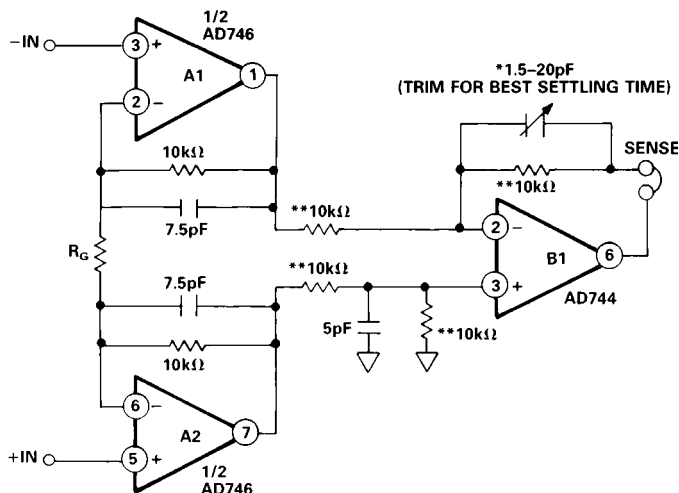 1/2
AD746
−IN
3
+
A1
1
2
−
10kΩ
7.5pF
RG
7.5pF
10kΩ
6
−
A2
7
+IN
5
+
1/2
AD746
*1.5–20pF
(TRIM FOR BEST SETTLING TIME)
SENSE
**10kΩ
**10kΩ
2
−
B1
6
**10kΩ
3
+
AD744
5pF
**10kΩ